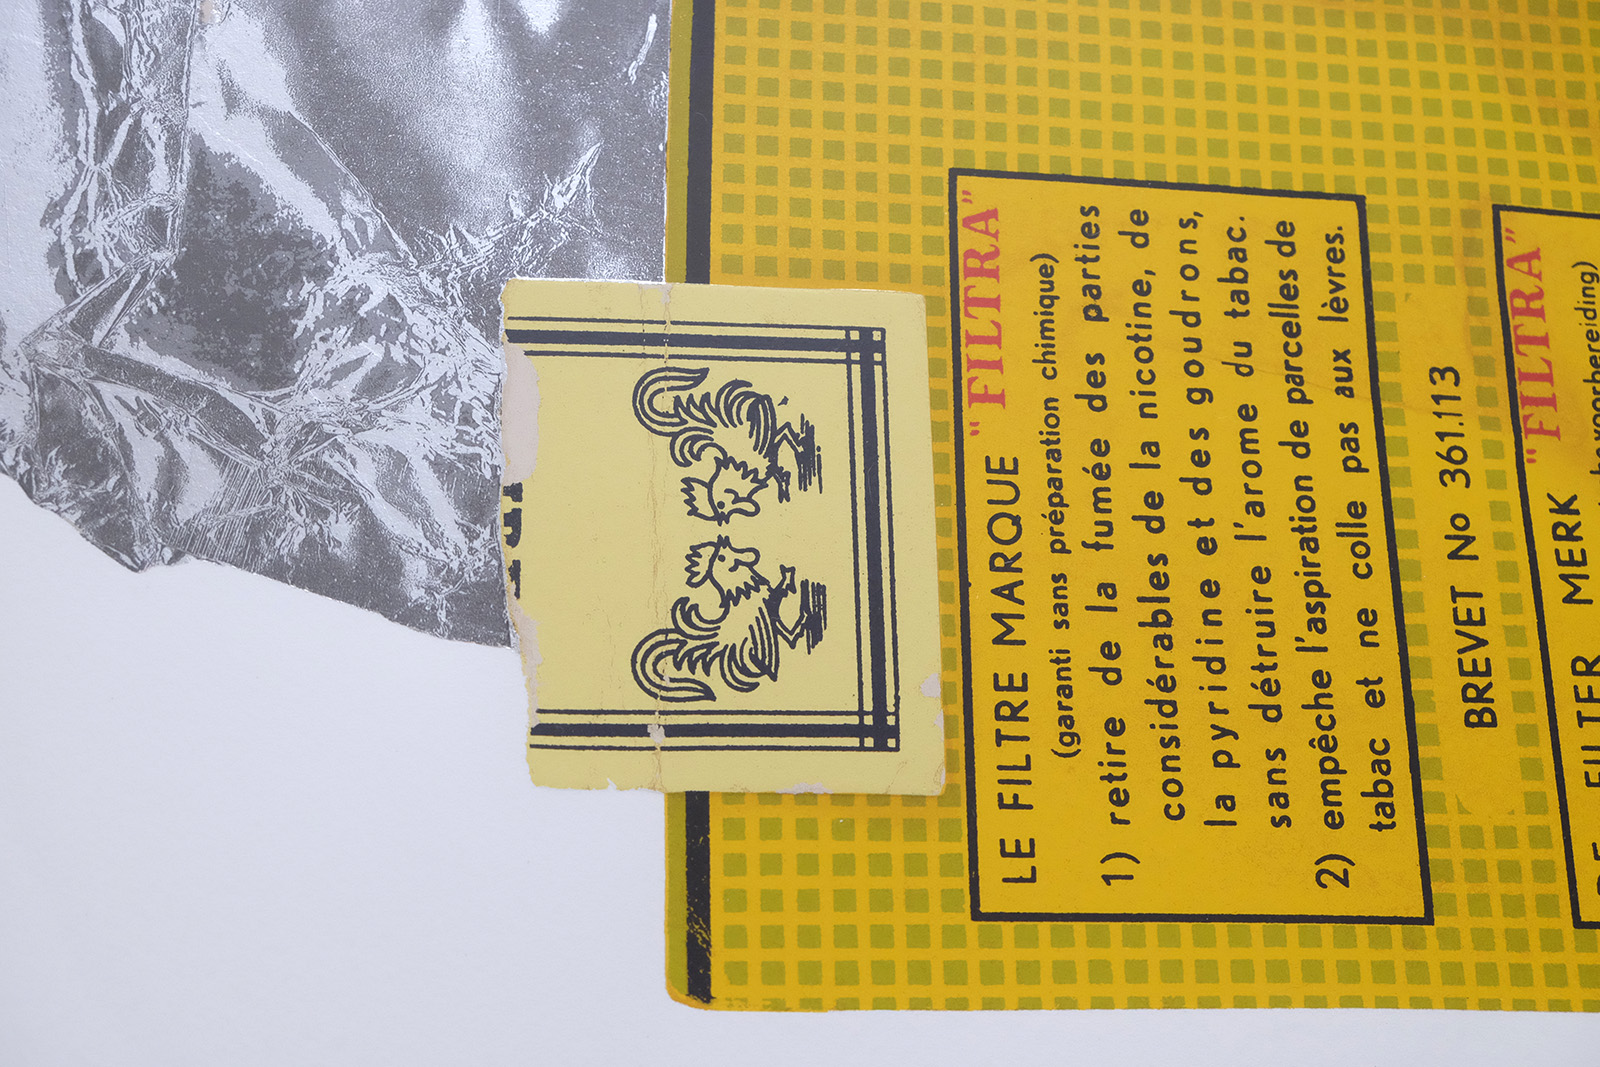 LE FILTRE MARQUE "FILTRA"
(garanti sans préparation chimique)
1) retire de la fumée des parties
considérables de la nicotine, de
la pyridine et des goudrons,
sans détruire l'arome du tabac.
2) empêche l'aspiration de parcelles de
tabac et ne colle pas aux lèvres.
BREVET No 361.113
FILTER MERK "FILTRA"